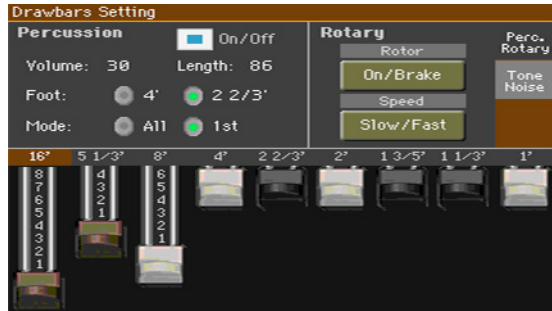 Drawbars Setting
Percussion
On/Off
Volume: 30 Length: 86
Foot: 4' 2 2/3'
Mode: All 1st
Rotary
Rotor
On/Brake
Speed
Slow/Fast
Perc.
Rotary
Tone
Noise
16' 5 1/3' 8' 4' 2 2/3' 2' 1 3/5' 1 1/3' 1'
8 4 6
7 3 5
6 2 4
5 1 3
4 2
3 1
2
1